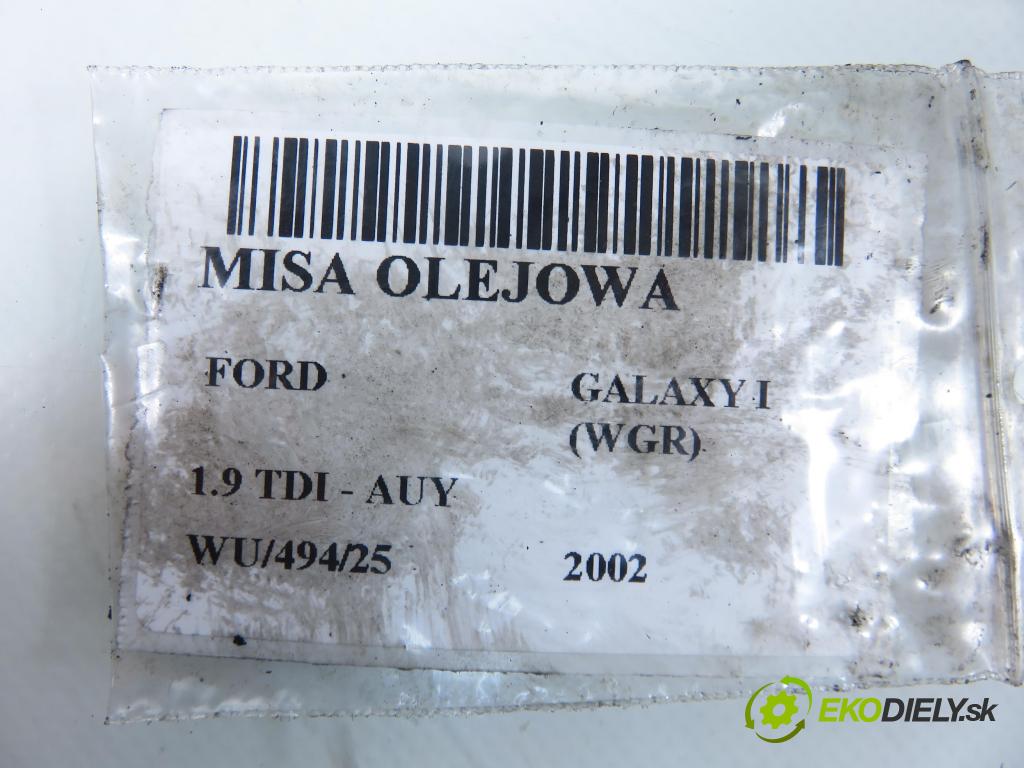 MISA OLEJOWA
FORD
GALAXY I
(WGR)
1.9 TDI - AUY
WU/494/25
2002
EKODIELY.sk